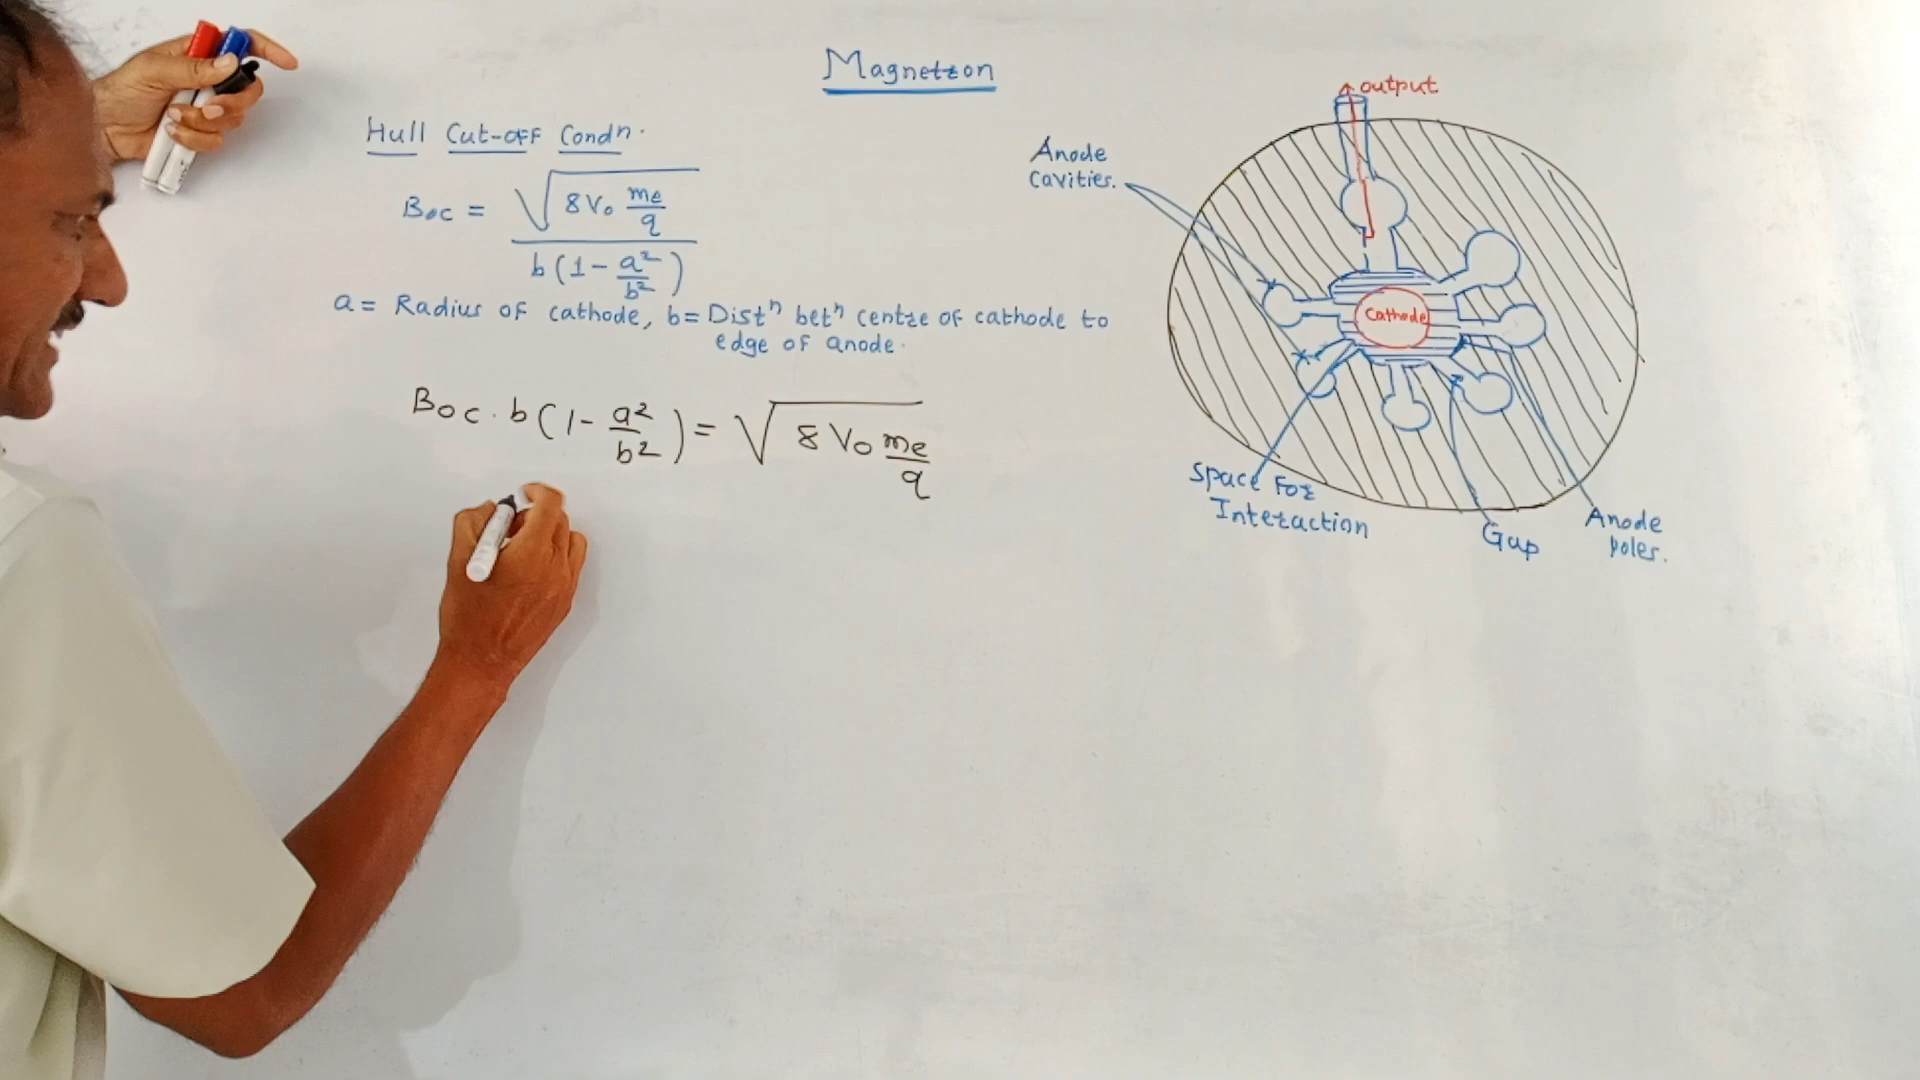 Magnetron
Hull Cut-off Condn.
Boc = √(8V₀ me/q) / b(1 - a²/b²)
a = Radius of cathode, b = Distⁿ betⁿ centre of cathode to
edge of anode.
Boc · b(1 - a²/b²) = √(8V₀ me/q)
output
Anode
cavities.
Cathode
Space For
Interaction
Gap
Anode
poles.